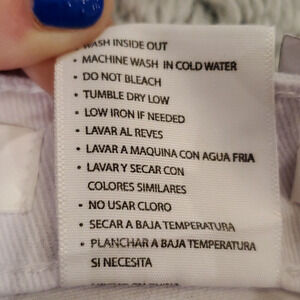 WASH INSIDE OUT
• MACHINE WASH IN COLD WATER
• DO NOT BLEACH
• TUMBLE DRY LOW
• LOW IRON IF NEEDED
• LAVAR AL REVES
• LAVAR A MAQUINA CON AGUA FRIA
• LAVAR Y SECAR CON
COLORES SIMILARES
• NO USAR CLORO
• SECAR A BAJA TEMPERATURA
• PLANCHAR A BAJA TEMPERATURA
SI NECESITA